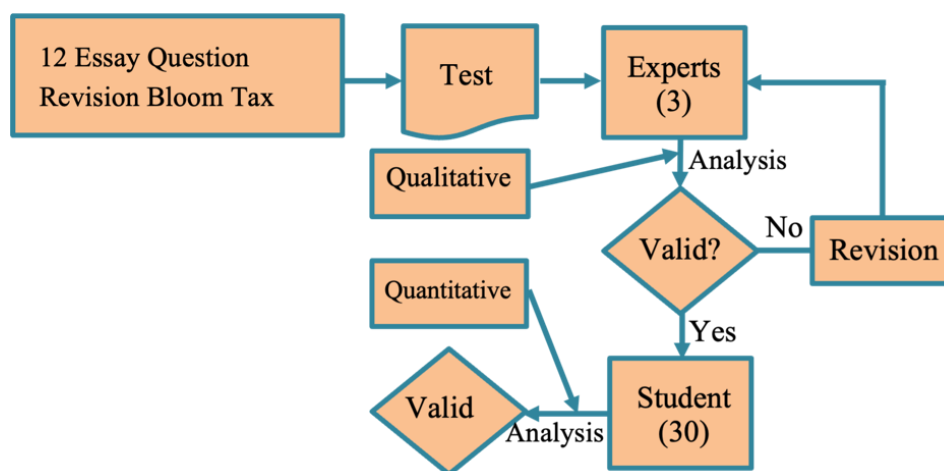 12 Essay Question
Revision Bloom Tax
Test
Experts
(3)
Qualitative
Analysis
Valid?
No
Revision
Quantitative
Yes
Valid
Analysis
Student
(30)